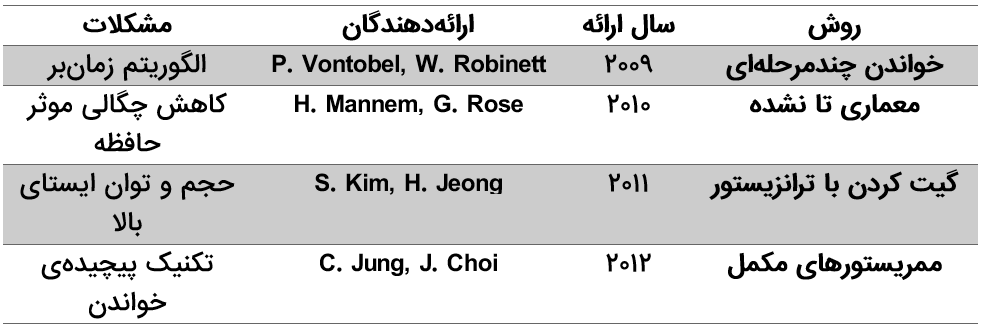 روش سال ارائه ارائه‌دهندگان مشکلات
خواندن چندمرحله‌ای ۲۰۰۹ P. Vontobel, W. Robinett الگوریتم زمان‌بر
معماری تا نشده ۲۰۱۰ H. Mannem, G. Rose کاهش چگالی موثر
حافظه
گیت کردن با ترانزیستور ۲۰۱۱ S. Kim, H. Jeong حجم و توان ایستای
بالا
ممریستورهای مکمل ۲۰۱۲ C. Jung, J. Choi تکنیک پیچیده‌ی
خواندن